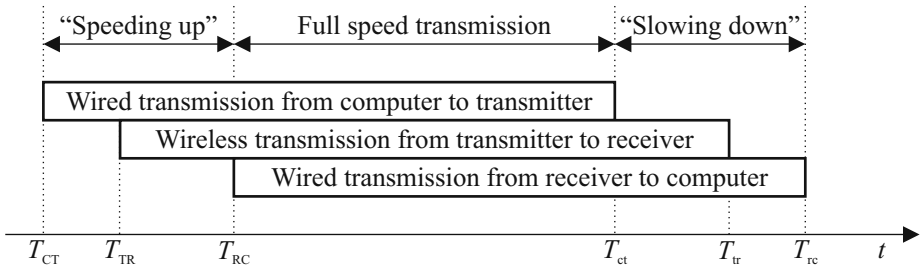 “Speeding up” Full speed transmission “Slowing down”
Wired transmission from computer to transmitter
Wireless transmission from transmitter to receiver
Wired transmission from receiver to computer
T_CT T_TR T_RC T_ct T_tr T_rc t